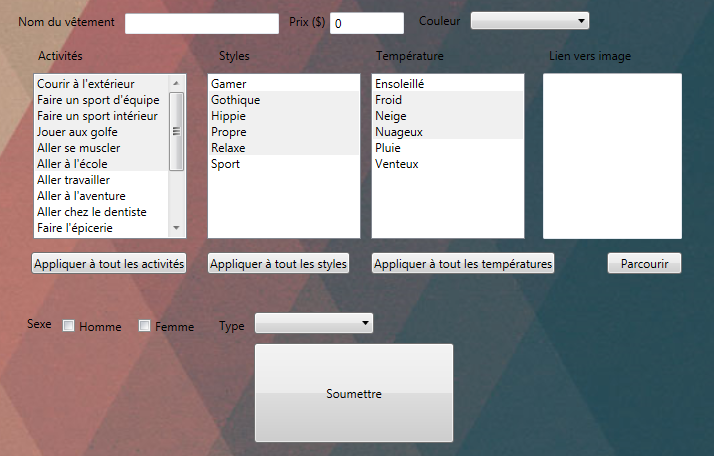 Nom du vêtement
Prix ($)
0
Couleur
Activités
Styles
Température
Lien vers image
Courir à l'extérieur
Faire un sport d'équipe
Faire un sport intérieur
Jouer aux golfe
Aller se muscler
Aller à l'école
Aller travailler
Aller à l'aventure
Aller chez le dentiste
Faire l'épicerie
Gamer
Gothique
Hippie
Propre
Relaxe
Sport
Ensoleillé
Froid
Neige
Nuageux
Pluie
Venteux
Appliquer à tout les activités
Appliquer à tout les styles
Appliquer à tout les températures
Parcourir
Sexe
Homme
Femme
Type
Soumettre